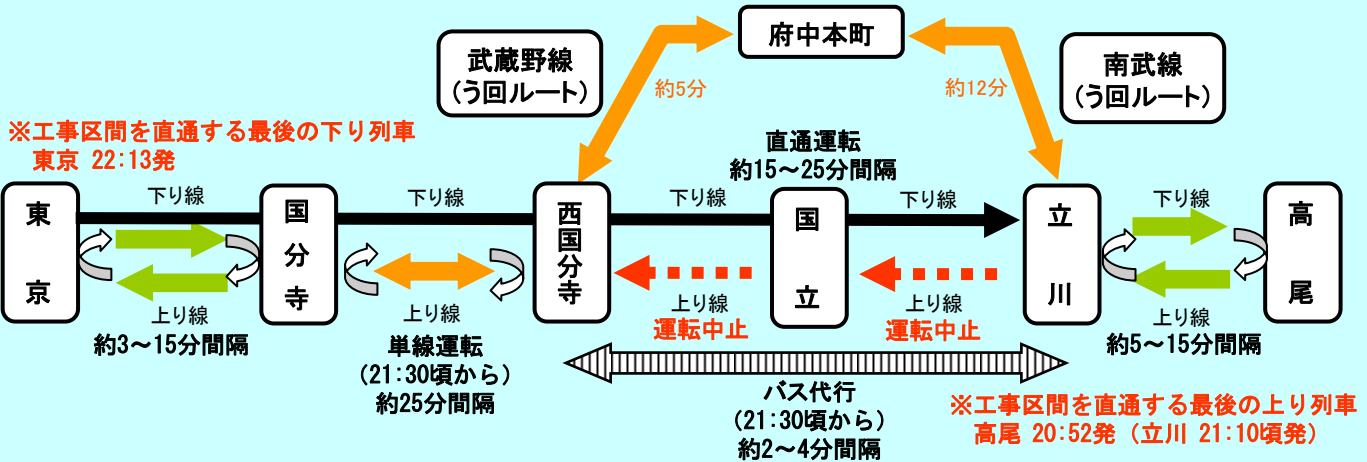 府中本町
武蔵野線
(う回ルート)
南武線
(う回ルート)
約5分
約12分
※工事区間を直通する最後の下り列車
東京 22:13発
直通運転
約15～25分間隔
東京
下り線
国分寺
下り線
西国分寺
下り線
国立
下り線
立川
下り線
高尾
上り線
約3～15分間隔
上り線
単線運転
(21:30頃から)
約25分間隔
上り線
運転中止
上り線
運転中止
上り線
約5～15分間隔
バス代行
(21:30頃から)
約2～4分間隔
※工事区間を直通する最後の上り列車
高尾 20:52発 (立川 21:10頃発)